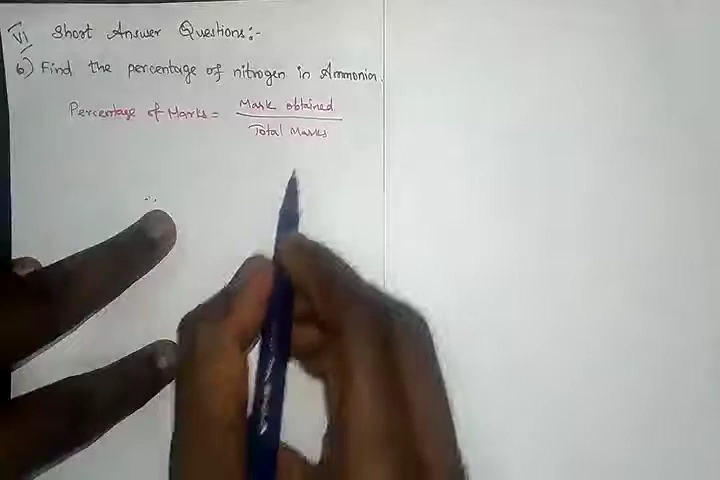 VI Short Answer Questions:-
6) Find the percentage of nitrogen in Ammonia.
Percentage of Marks = Mark obtained
Total Marks